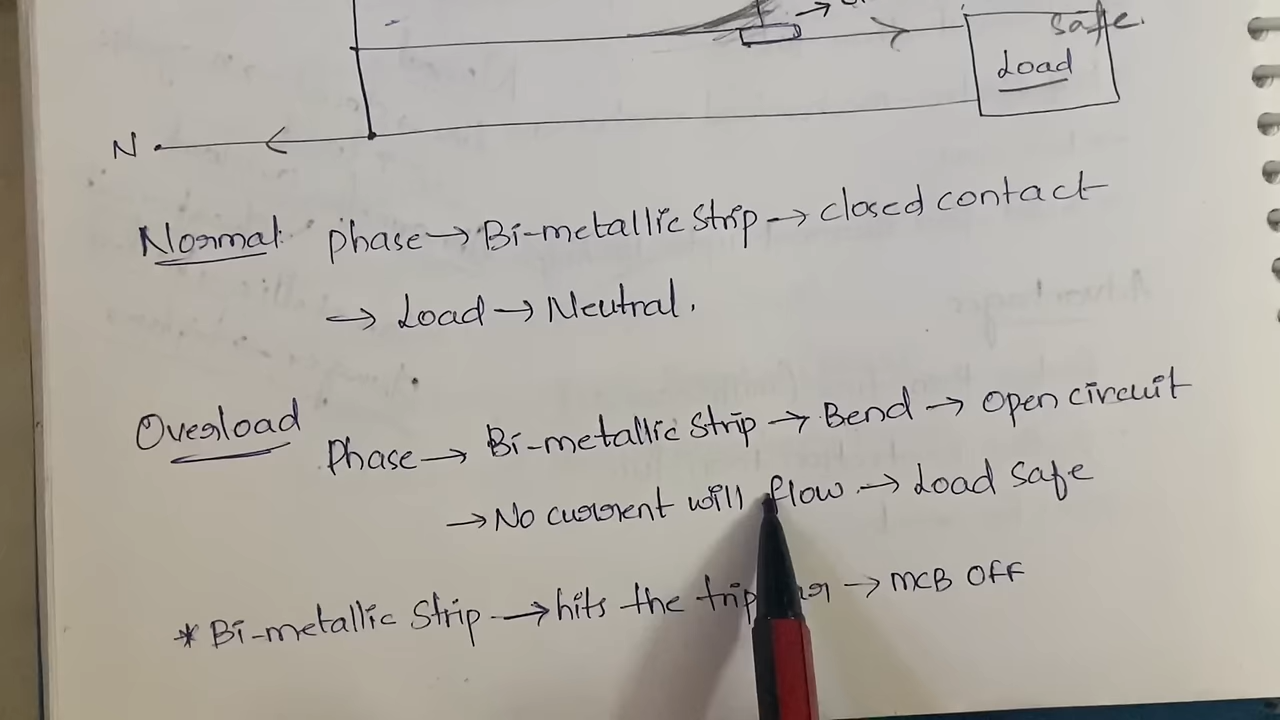 Safe.
Load
N
Normal: phase → Bi-metallic strip → closed contact
→ Load → Neutral.
Overload
Phase → Bi-metallic strip → Bend → Open circuit
→ No current will flow. → Load safe
* Bi-metallic strip → hits the → MCB OFF